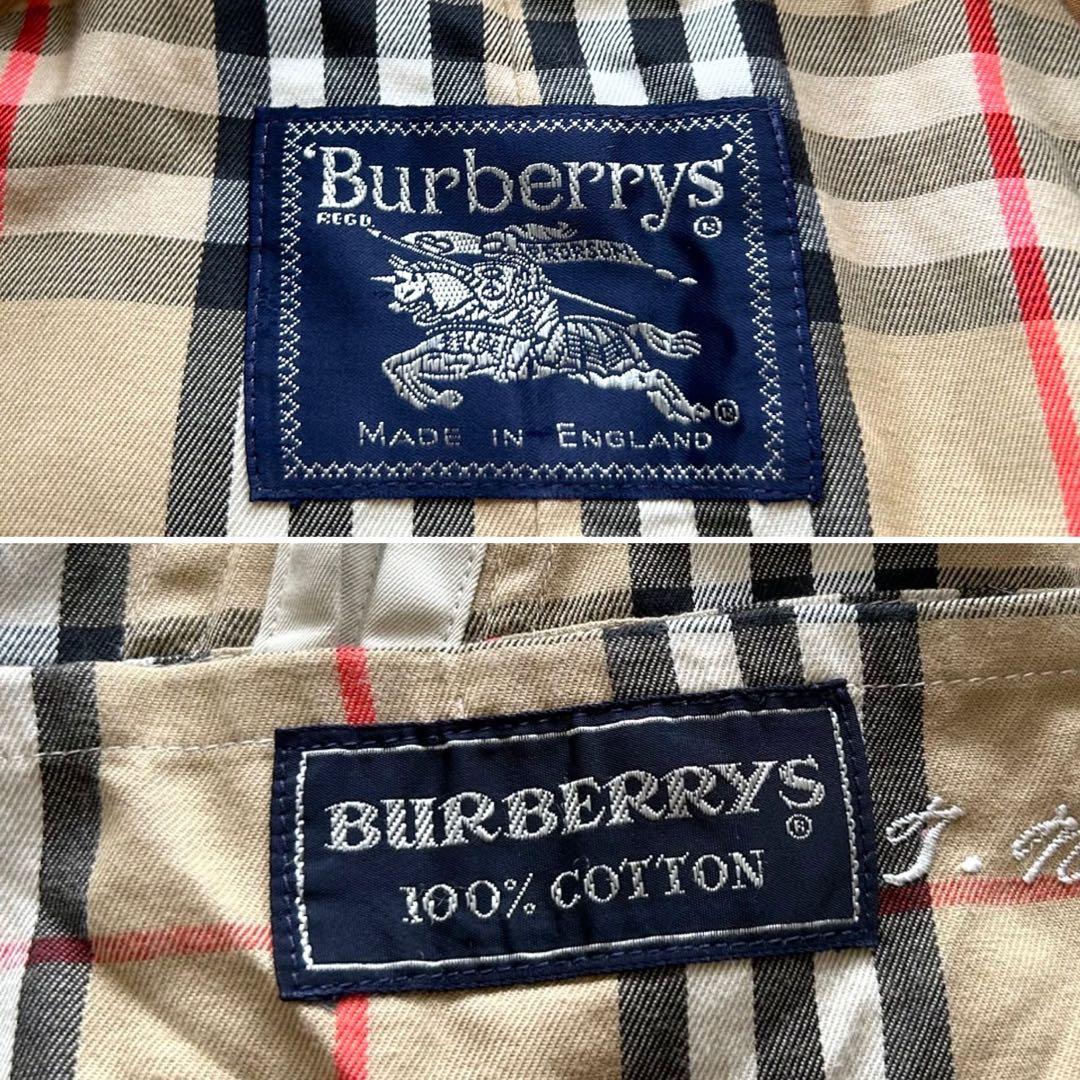 'Burberrys'
REGD
®
®
MADE IN ENGLAND
BURBERRYS
®
100% COTTON
J.